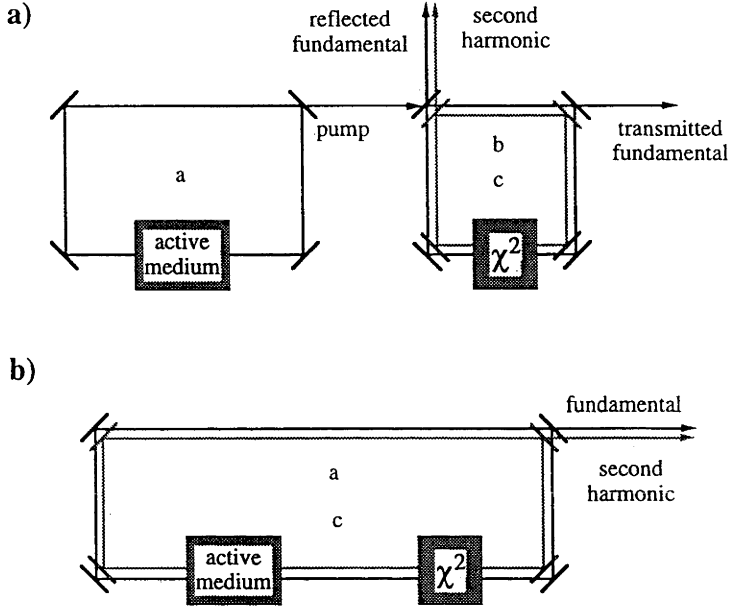 a)
reflected
fundamental
second
harmonic
pump
transmitted
fundamental
a
b
c
active
medium
χ²
b)
fundamental
second
harmonic
a
c
active
medium
χ²